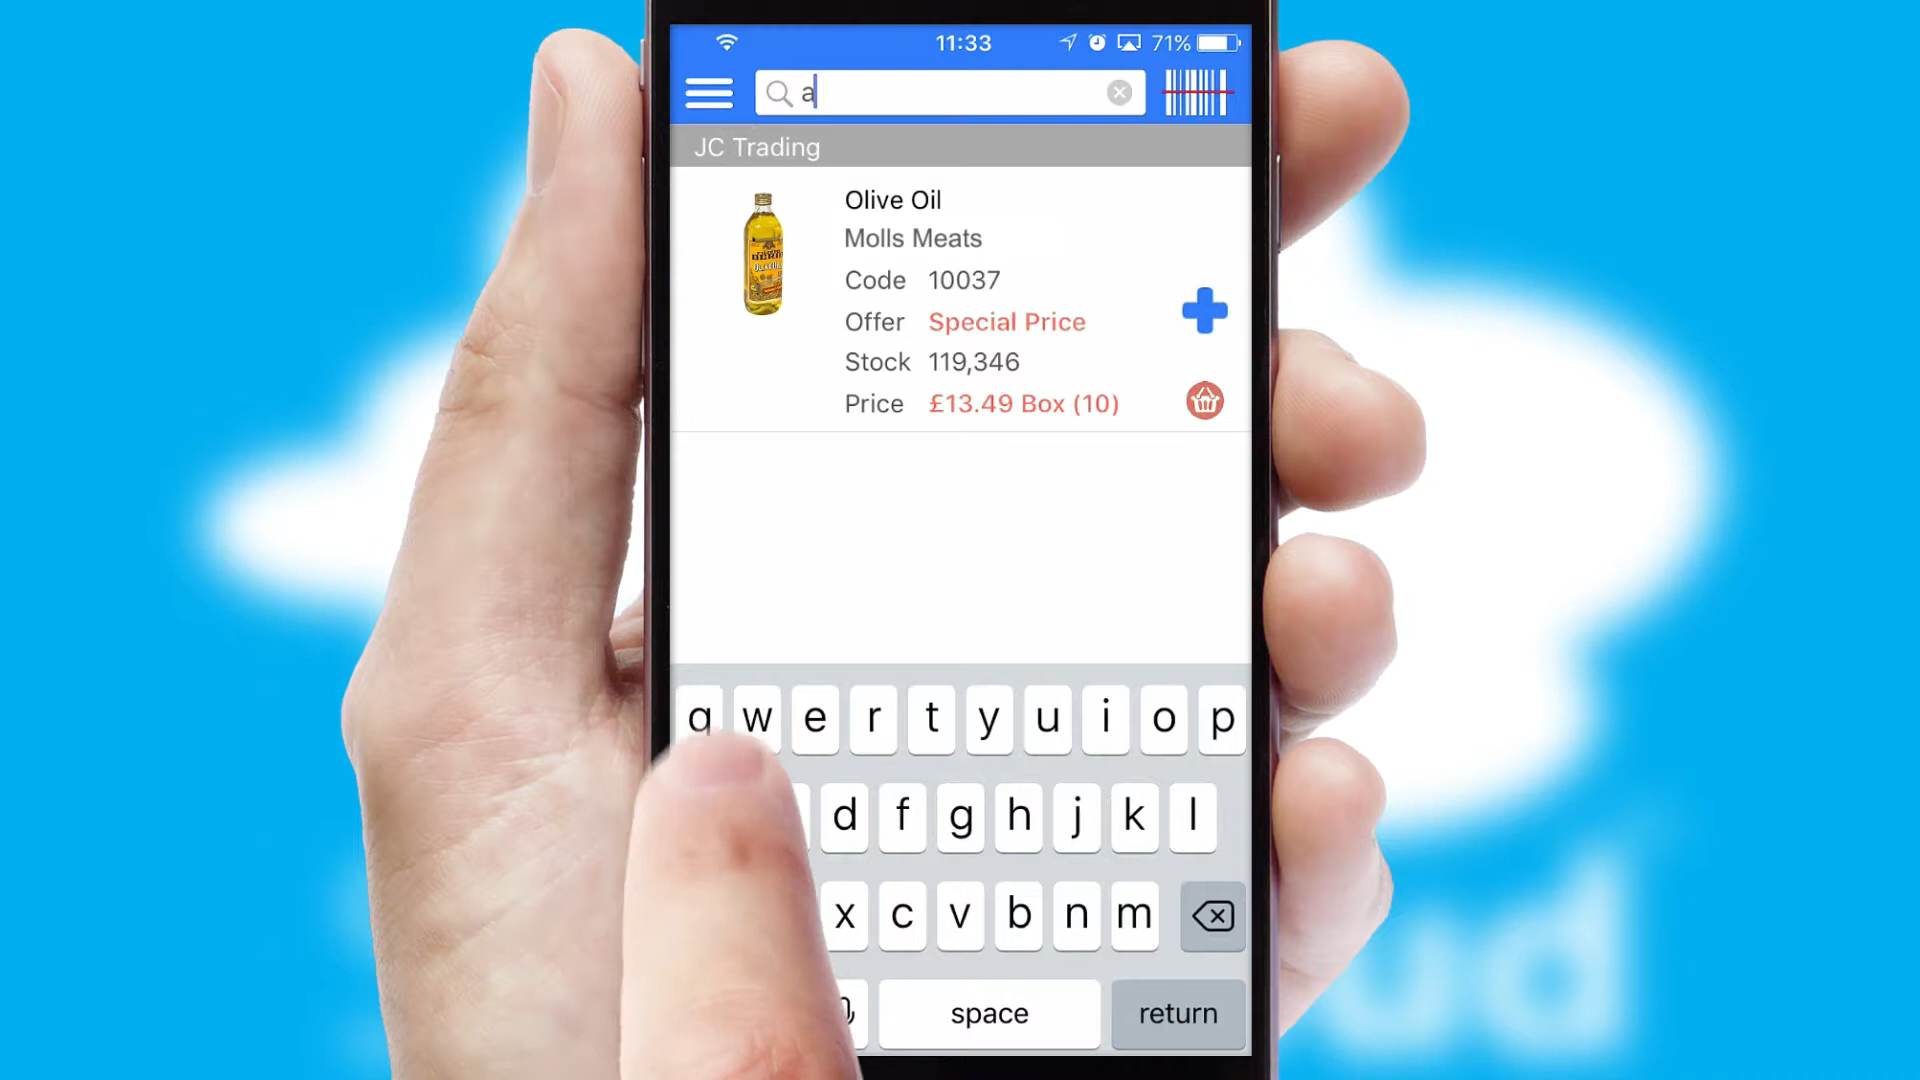 11:33 71%
a
JC Trading
Olive Oil
Molls Meats
Code 10037
Offer Special Price
Stock 119,346
Price £13.49 Box (10)
q w e r t y u i o p
d f g h j k l
x c v b n m
space return
ud